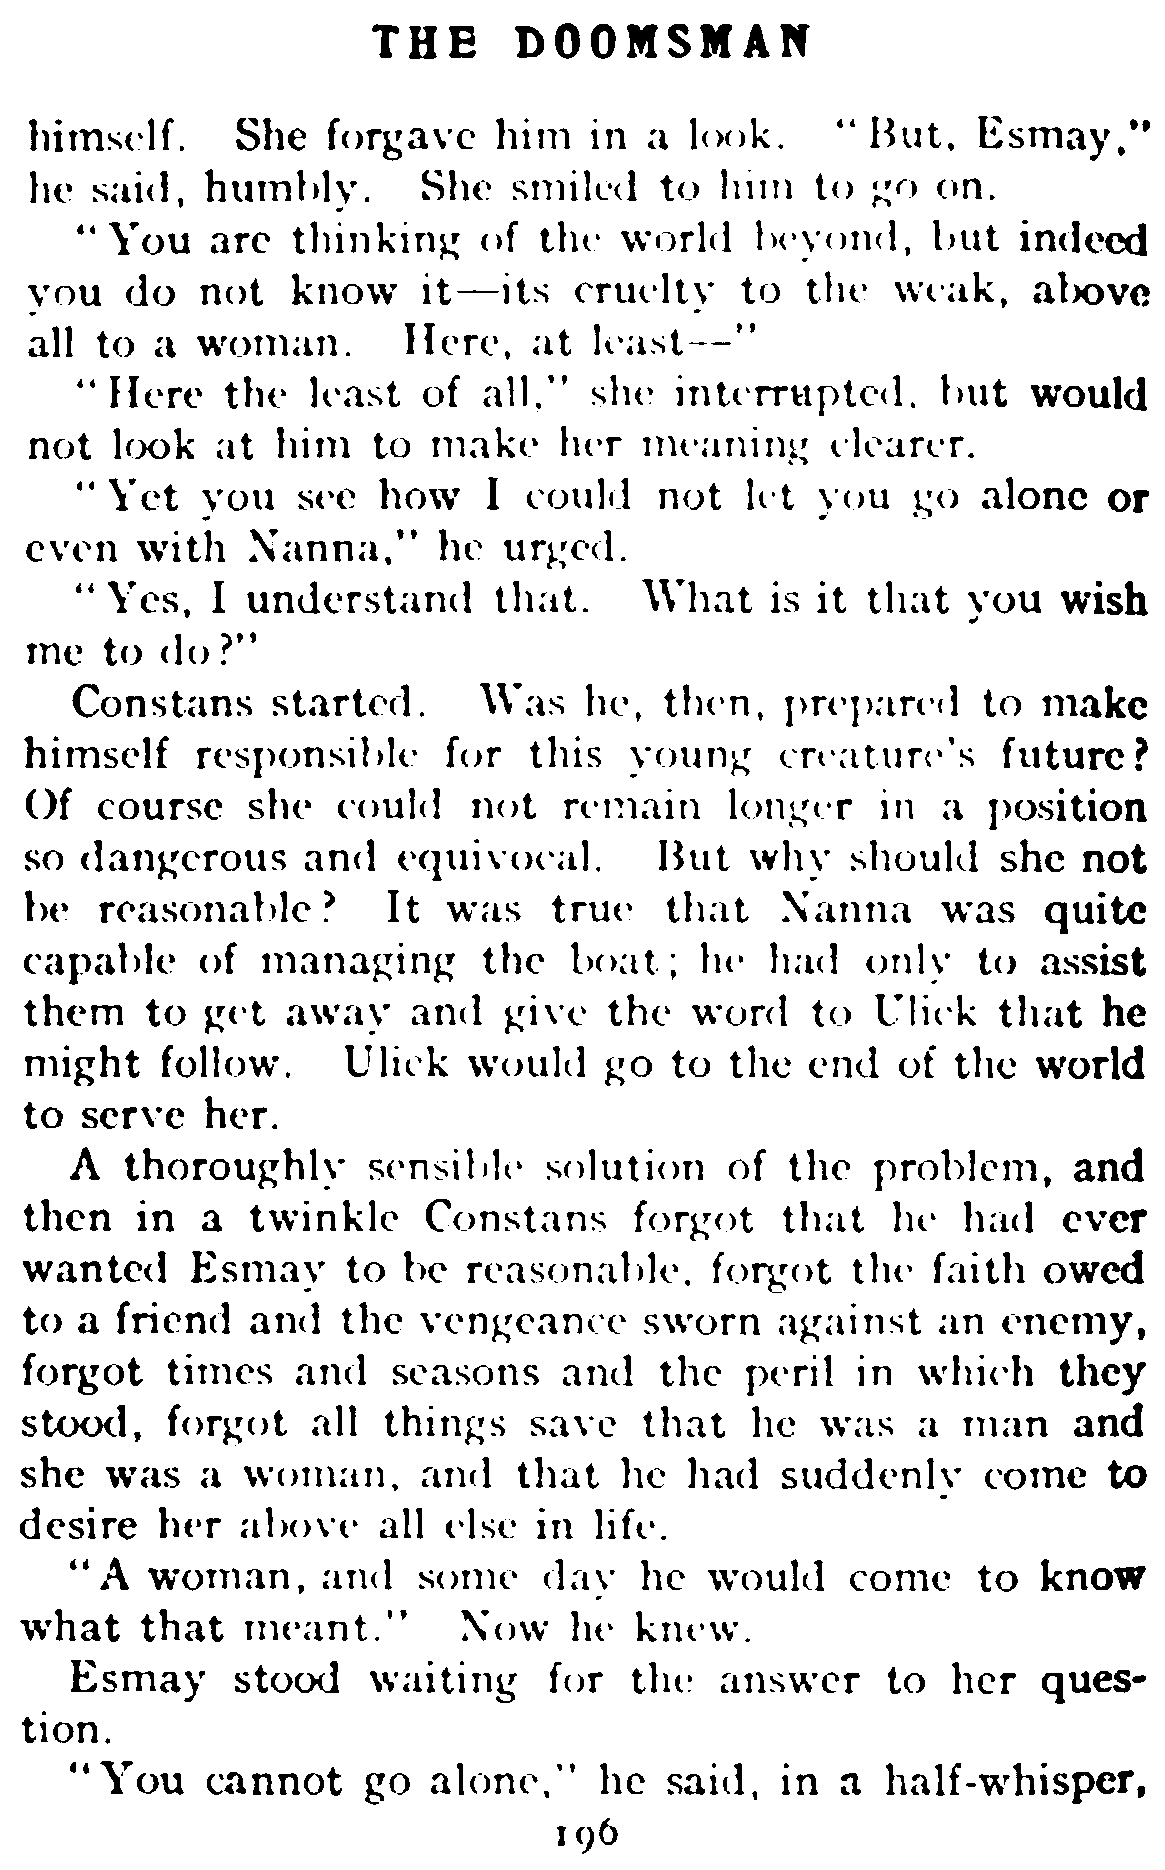 THE DOOMSMAN
himself. She forgave him in a look. "But, Esmay,"
he said, humbly. She smiled to him to go on.
"You are thinking of the world beyond, but indeed
you do not know it—its cruelty to the weak, above
all to a woman. Here, at least—"
"Here the least of all," she interrupted, but would
not look at him to make her meaning clearer.
"Yet you see how I could not let you go alone or
even with Nanna," he urged.
"Yes, I understand that. What is it that you wish
me to do?"
Constans started. Was he, then, prepared to make
himself responsible for this young creature's future?
Of course she could not remain longer in a position
so dangerous and equivocal. But why should she not
be reasonable? It was true that Nanna was quite
capable of managing the boat; he had only to assist
them to get away and give the word to Ulick that he
might follow. Ulick would go to the end of the world
to serve her.
A thoroughly sensible solution of the problem, and
then in a twinkle Constans forgot that he had ever
wanted Esmay to be reasonable, forgot the faith owed
to a friend and the vengeance sworn against an enemy,
forgot times and seasons and the peril in which they
stood, forgot all things save that he was a man and
she was a woman, and that he had suddenly come to
desire her above all else in life.
"A woman, and some day he would come to know
what that meant." Now he knew.
Esmay stood waiting for the answer to her ques-
tion.
"You cannot go alone," he said, in a half-whisper,
196